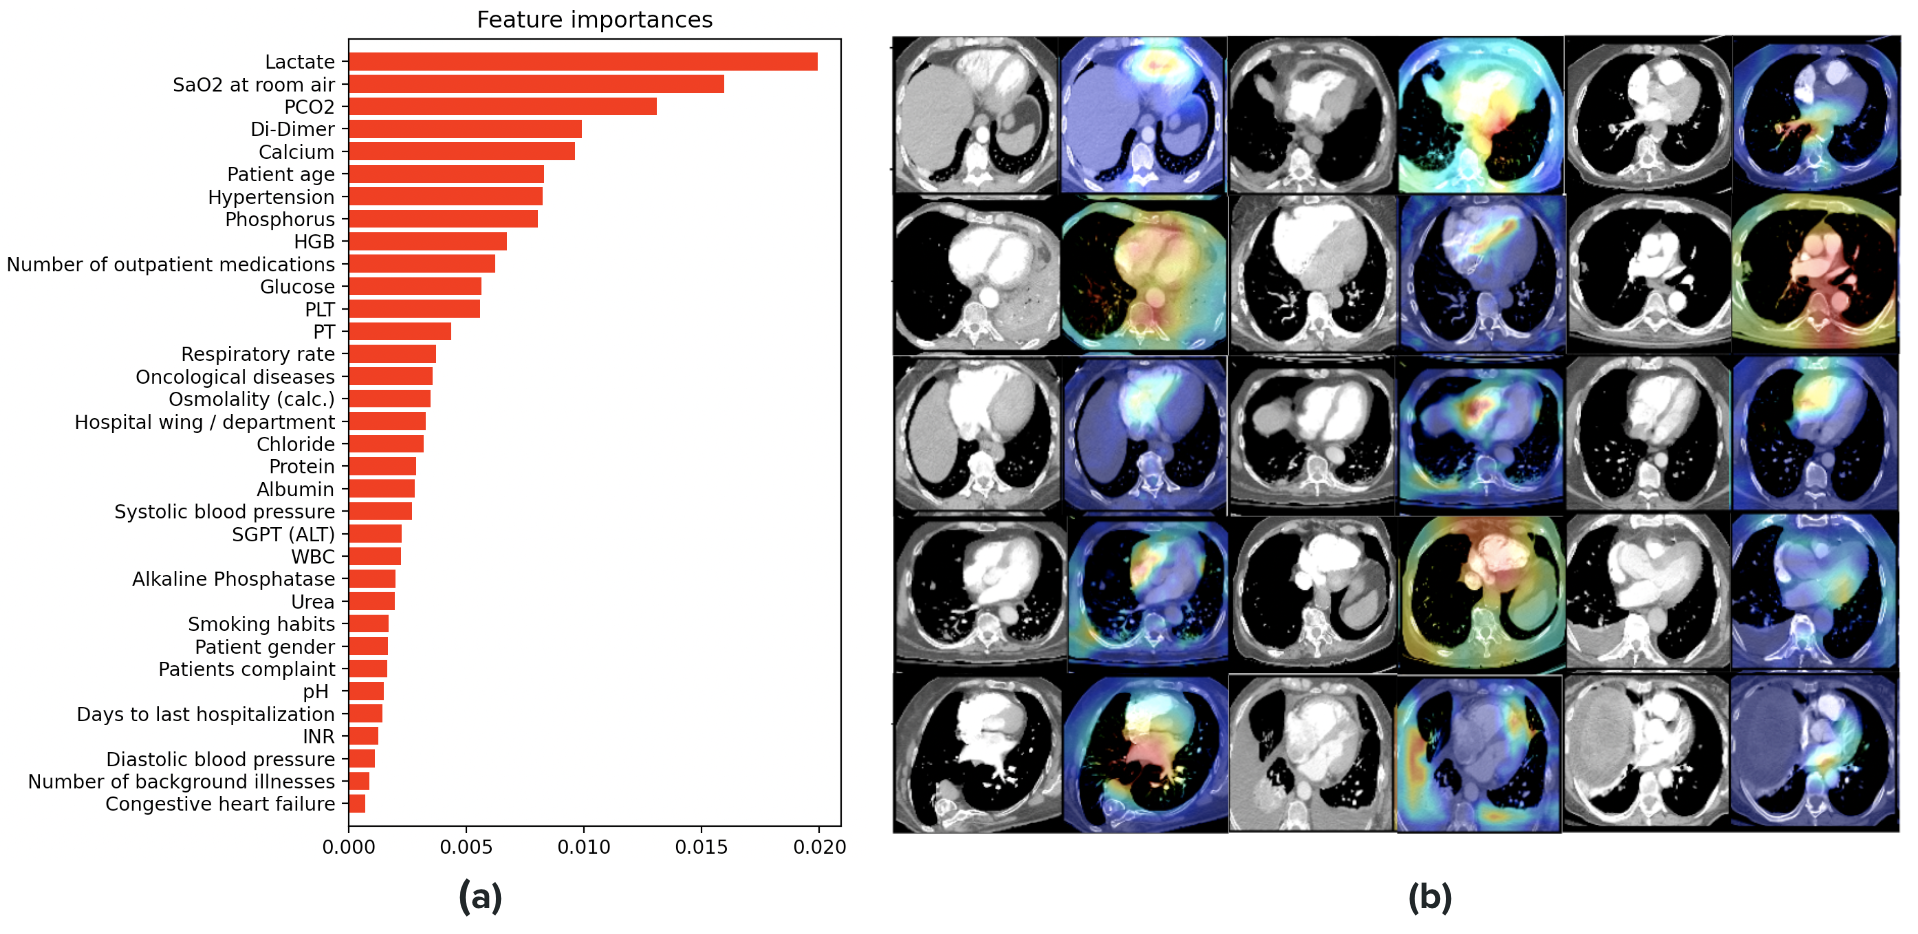 Feature importances
Lactate
SaO2 at room air
PCO2
Di-Dimer
Calcium
Patient age
Hypertension
Phosphorus
HGB
Number of outpatient medications
Glucose
PLT
PT
Respiratory rate
Oncological diseases
Osmolality (calc.)
Hospital wing / department
Chloride
Protein
Albumin
Systolic blood pressure
SGPT (ALT)
WBC
Alkaline Phosphatase
Urea
Smoking habits
Patient gender
Patients complaint
pH
Days to last hospitalization
INR
Diastolic blood pressure
Number of background illnesses
Congestive heart failure
0.000 0.005 0.010 0.015 0.020
(a)
(b)